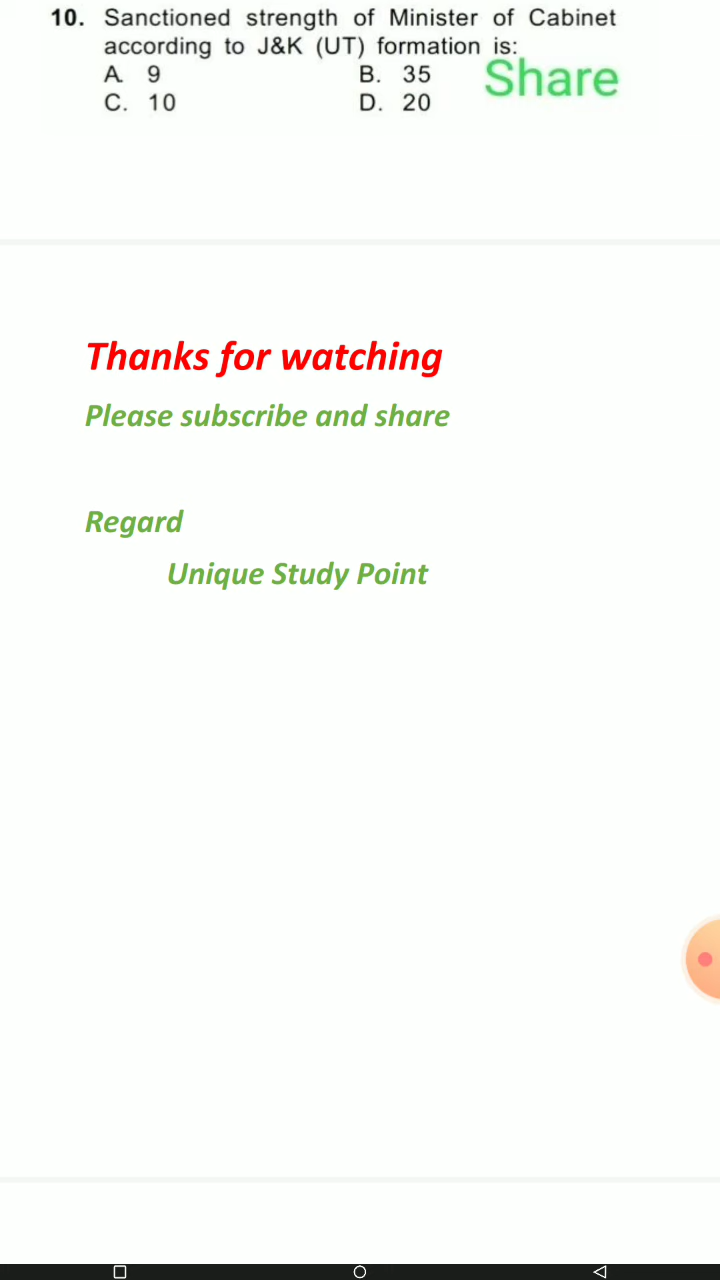 10. Sanctioned strength of Minister of Cabinet
according to J&K (UT) formation is:
A 9 B. 35
C. 10 D. 20
Share
Thanks for watching
Please subscribe and share
Regard
Unique Study Point